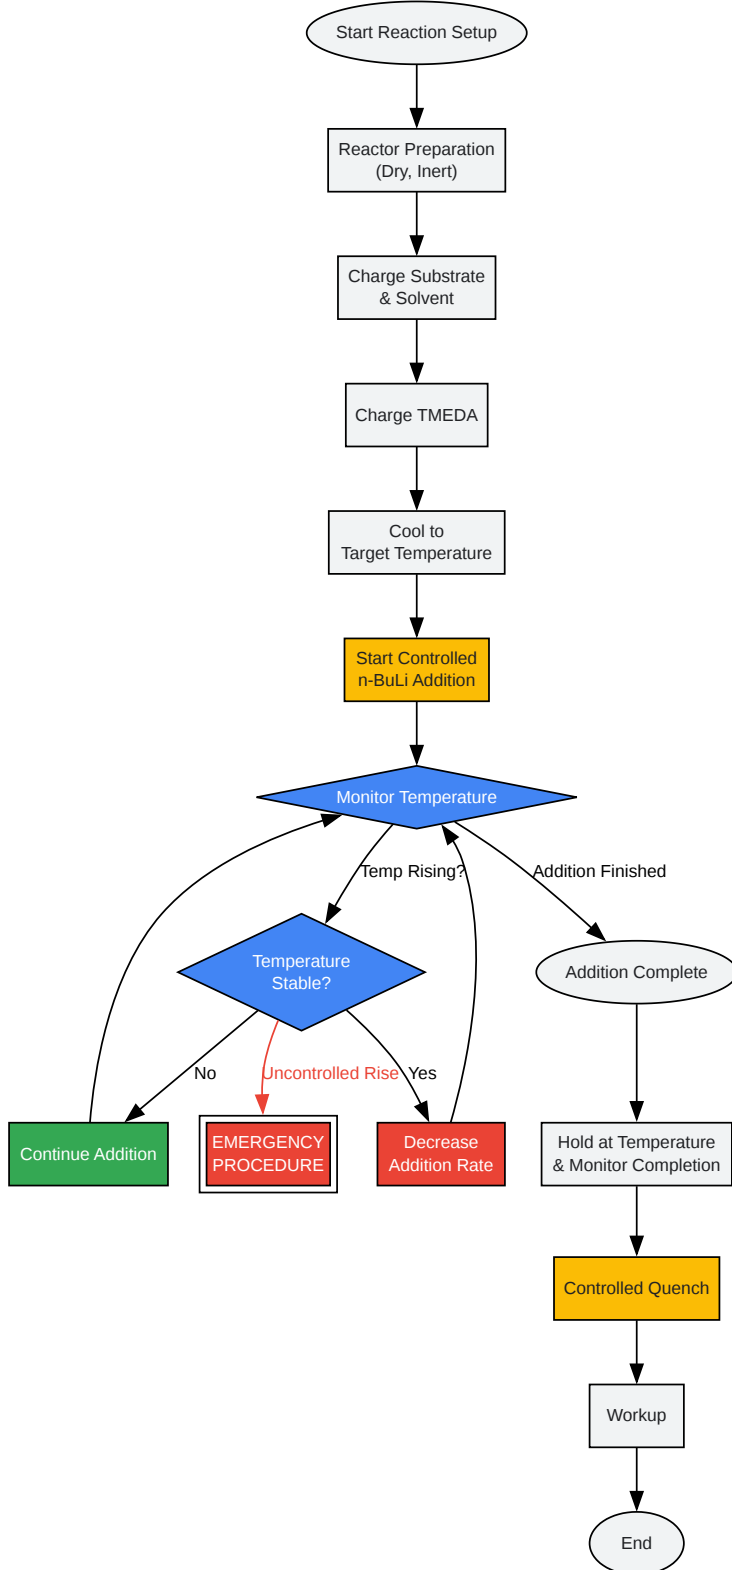 Start Reaction Setup
Reactor Preparation
(Dry, Inert)
Charge Substrate
& Solvent
Charge TMEDA
Cool to
Target Temperature
Start Controlled
n-BuLi Addition
Monitor Temperature
Temp Rising?
Addition Finished
Temperature
Stable?
Addition Complete
No
Uncontrolled Rise
Yes
Continue Addition
EMERGENCY
PROCEDURE
Decrease
Addition Rate
Hold at Temperature
& Monitor Completion
Controlled Quench
Workup
End